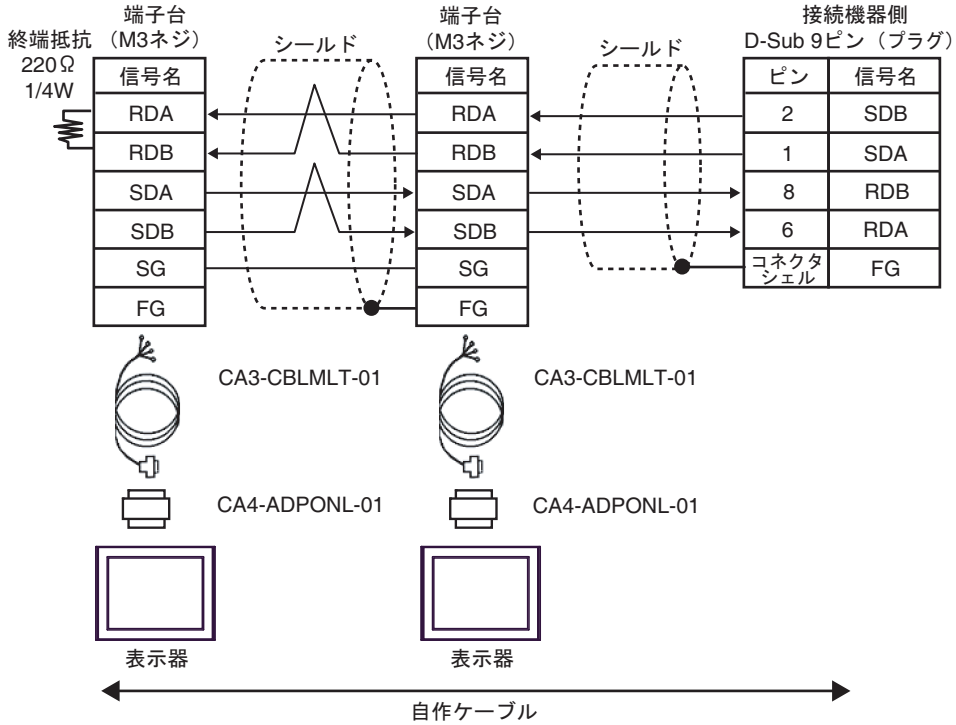 終端抵抗
220Ω
1/4W
端子台
(M3ネジ)
信号名
RDA
RDB
SDA
SDB
SG
FG
シールド
端子台
(M3ネジ)
信号名
RDA
RDB
SDA
SDB
SG
FG
シールド
接続機器側
D-Sub 9ピン（プラグ）
ピン 信号名
2 SDB
1 SDA
8 RDB
6 RDA
コネクタ
シェル FG
CA3-CBLMLT-01
CA3-CBLMLT-01
CA4-ADPONL-01
CA4-ADPONL-01
表示器
表示器
自作ケーブル